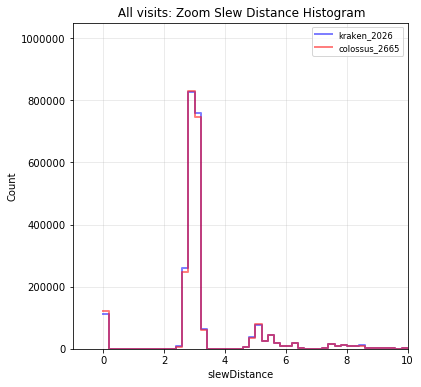 All visits: Zoom Slew Distance Histogram
kraken_2026
colossus_2665
1000000
800000
600000
400000
200000
0
Count
0 2 4 6 8 10
slewDistance